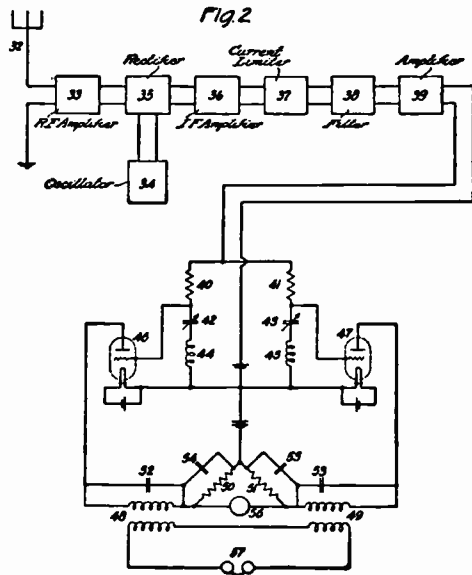 Fig.2
Current
Limiter
Amplifier
Rectifier
32
33
35
36
37
38
39
R.F Amplifier
I F Amplifier
Filter
Oscillator
34
40
41
46
42
43
47
44
45
54
55
52
50
51
53
48
56
49
57